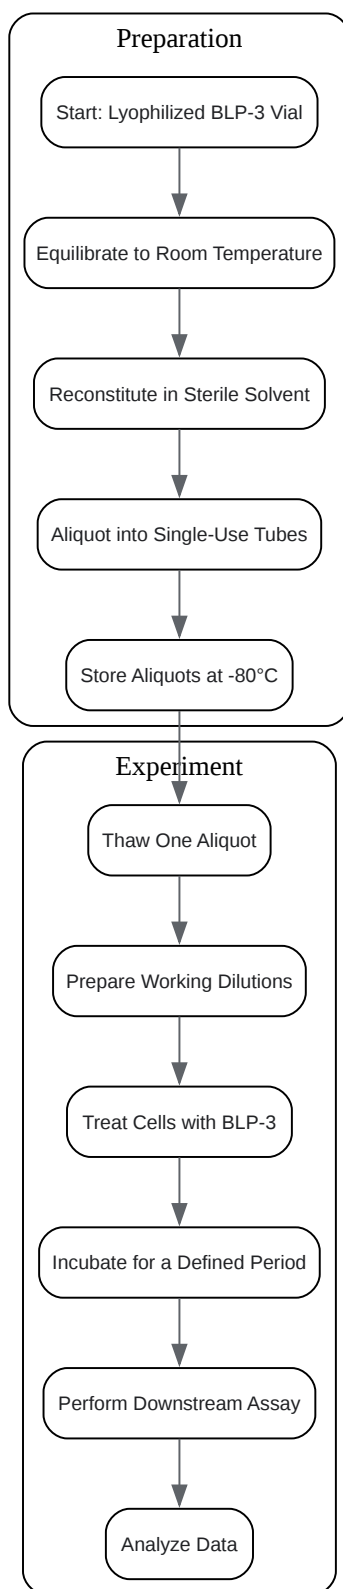 Preparation
Start: Lyophilized BLP-3 Vial
Equilibrate to Room Temperature
Reconstitute in Sterile Solvent
Aliquot into Single-Use Tubes
Store Aliquots at -80°C
Experiment
Thaw One Aliquot
Prepare Working Dilutions
Treat Cells with BLP-3
Incubate for a Defined Period
Perform Downstream Assay
Analyze Data